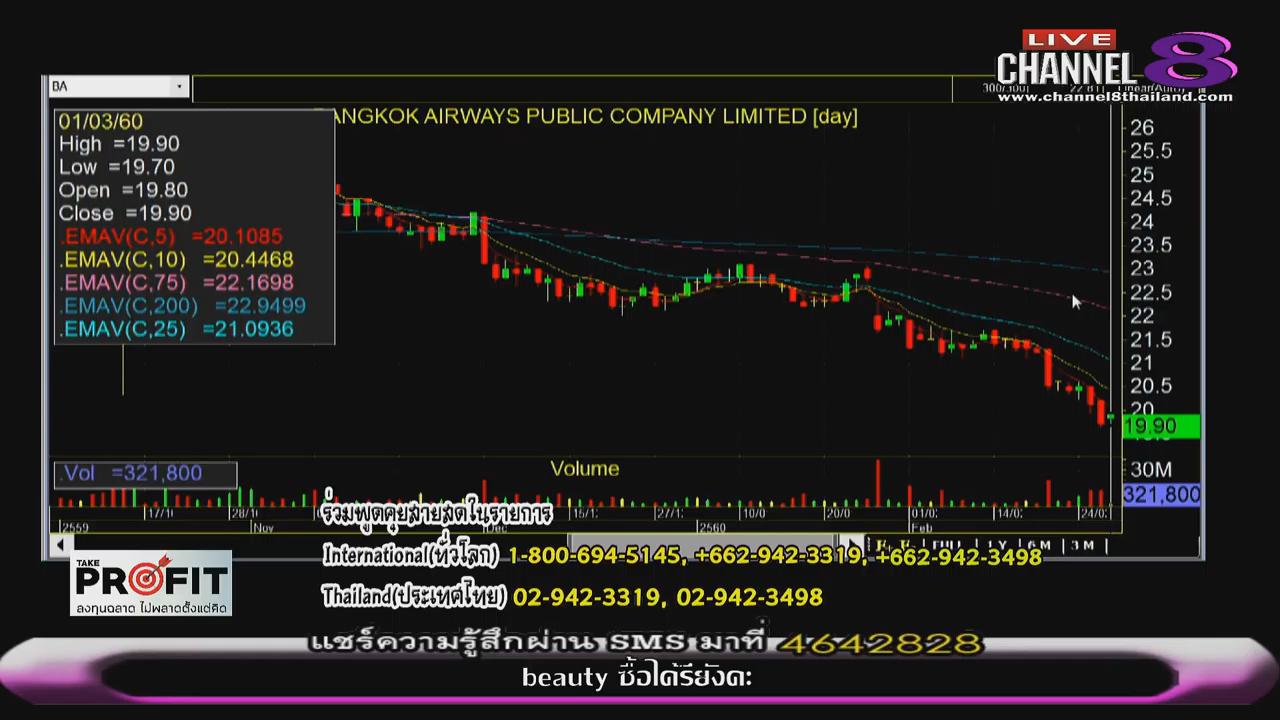 LIVE
CHANNEL 8
www.channel8thailand.com
BA
300/300
ANGKOK AIRWAYS PUBLIC COMPANY LIMITED [day]
01/03/60
High =19.90
Low =19.70
Open =19.80
Close =19.90
.EMAV(C,5) =20.1085
.EMAV(C,10) =20.4468
.EMAV(C,75) =22.1698
.EMAV(C,200) =22.9499
.EMAV(C,25) =21.0936
26
25.5
25
24.5
24
23.5
23
22.5
22
21.5
21
20.5
20
19.90
.Vol =321,800
Volume
30M
321,800
17/1
28/1
15/1
27/1
10/0
20/0
01/0
14/0
24/0
2559
Nov
Dec
2560
Feb
1Y 6M 3M
ร่วมพูดคุยสายสดในรายการ
International(ทั่วโลก) 1-800-694-5145, +662-942-3319, +662-942-3498
Thailand(ประเทศไทย) 02-942-3319, 02-942-3498
TAKE
PROFIT
ลงทุนฉลาด ไม่พลาดตั้งแต่คิด
แชร์ความรู้สึกผ่าน SMS มาที่ 4642828
beauty ซื้อได้รึยังคะ